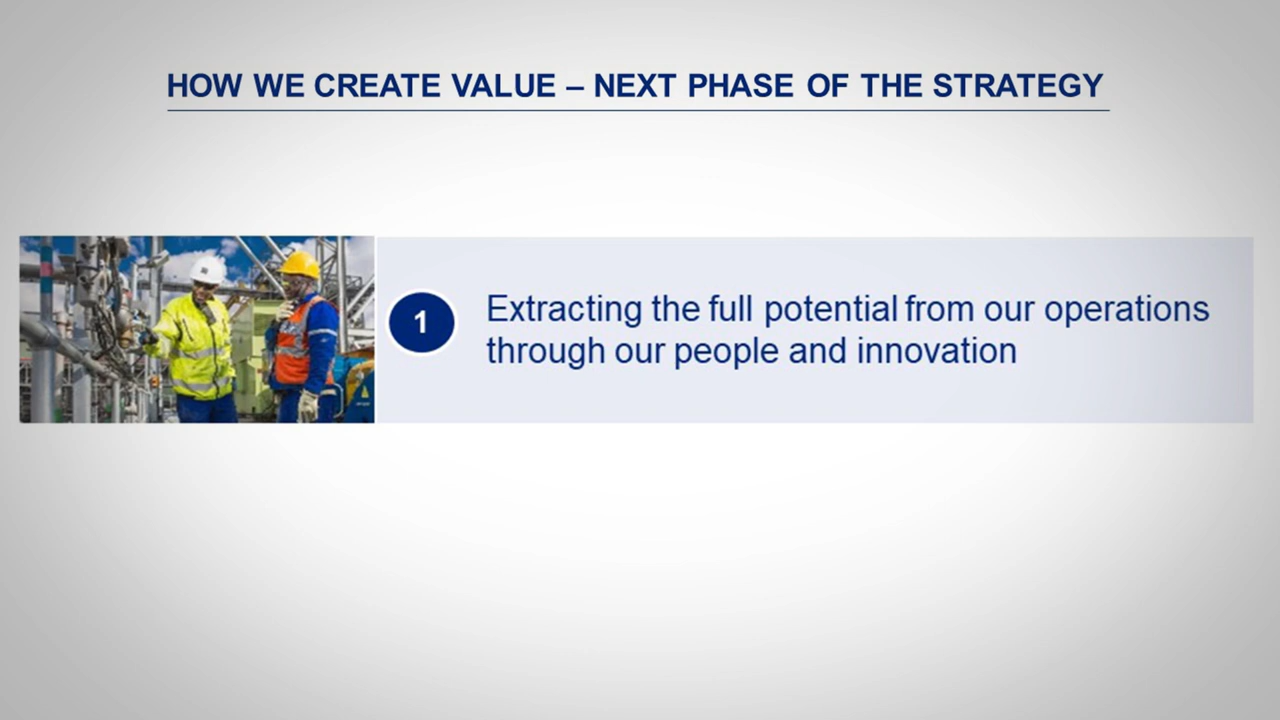 HOW WE CREATE VALUE – NEXT PHASE OF THE STRATEGY
1
Extracting the full potential from our operations
through our people and innovation